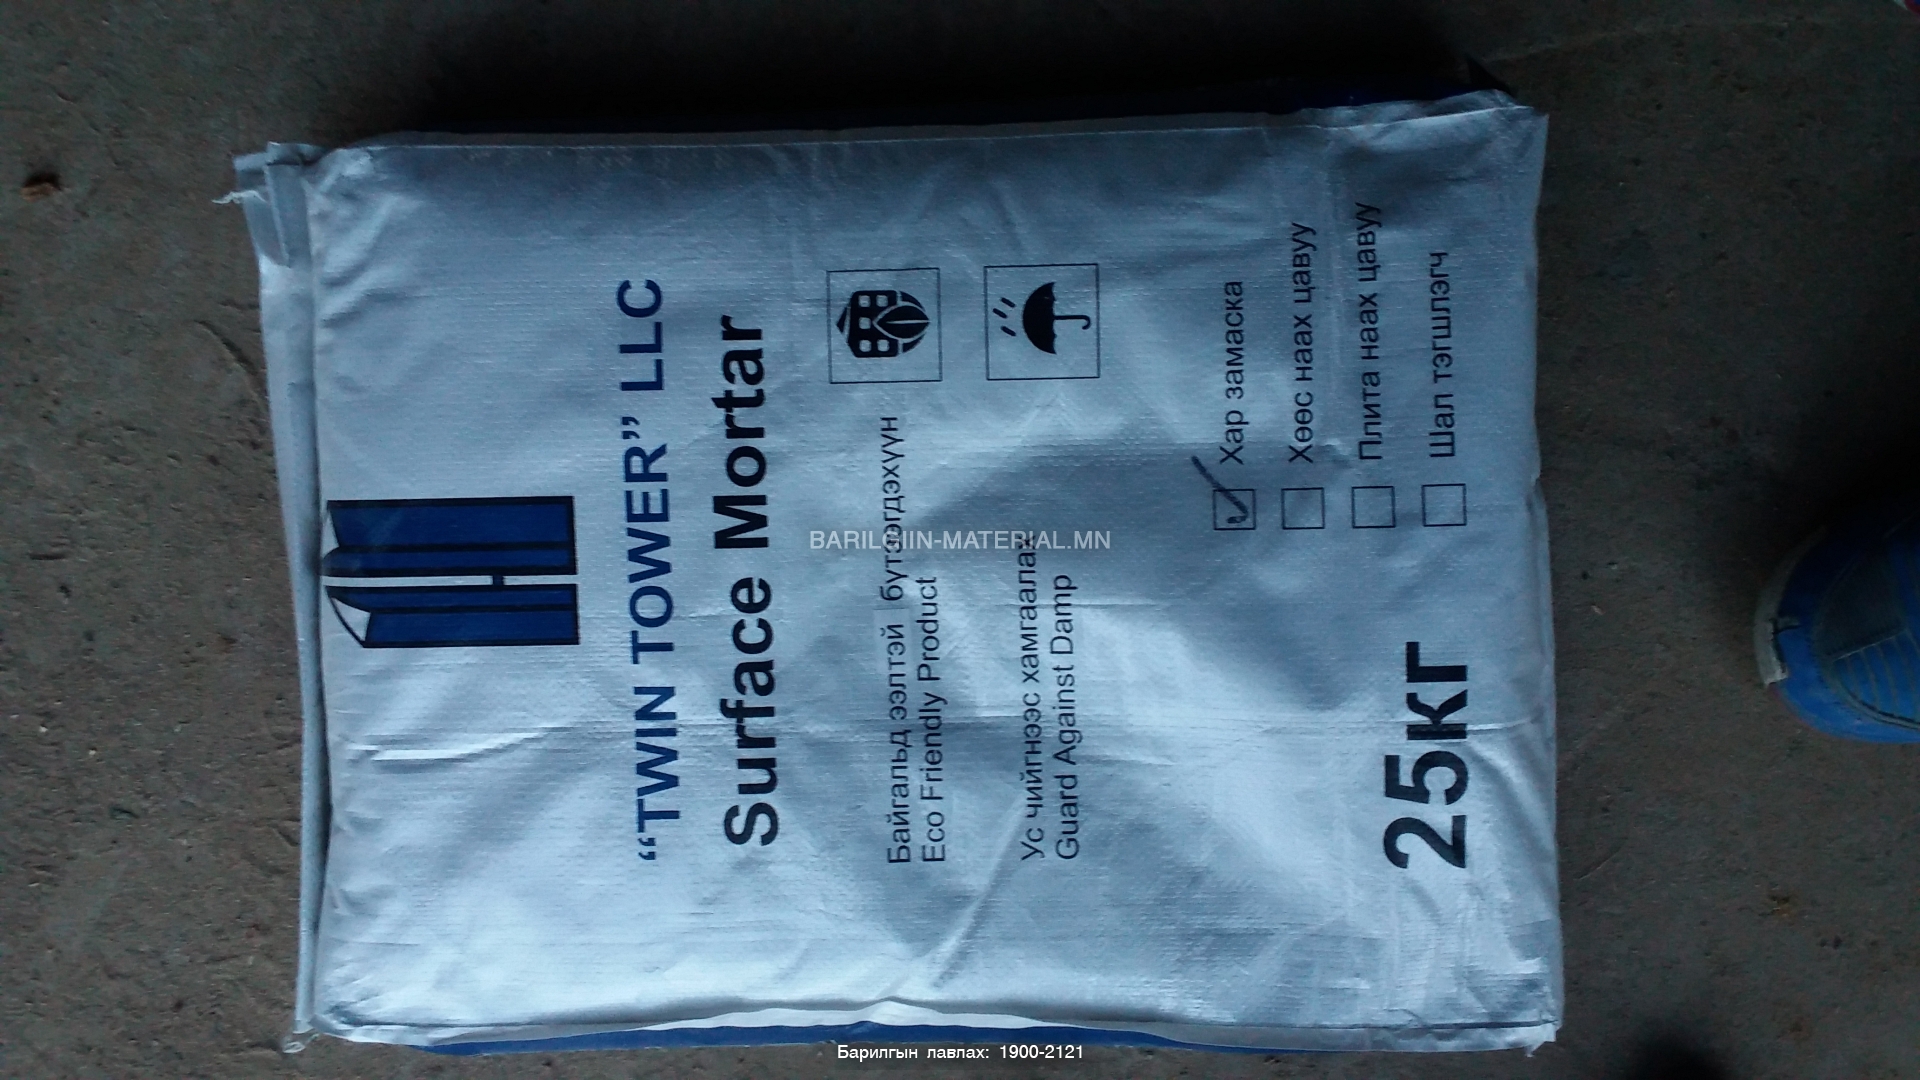 “TWIN TOWER” LLC
Surface Mortar
Байгальд ээлтэй бүтээгдэхүүн
Eco Friendly Product
Ус чийгнээс хамгаалах
Guard Against Damp
Хар замаска
Хөөс наах цавуу
Плита наах цавуу
Шал тэгшлэгч
25кг
BARILGIIN-MATERIAL.MN
Барилгын лавлах: 1900-2121